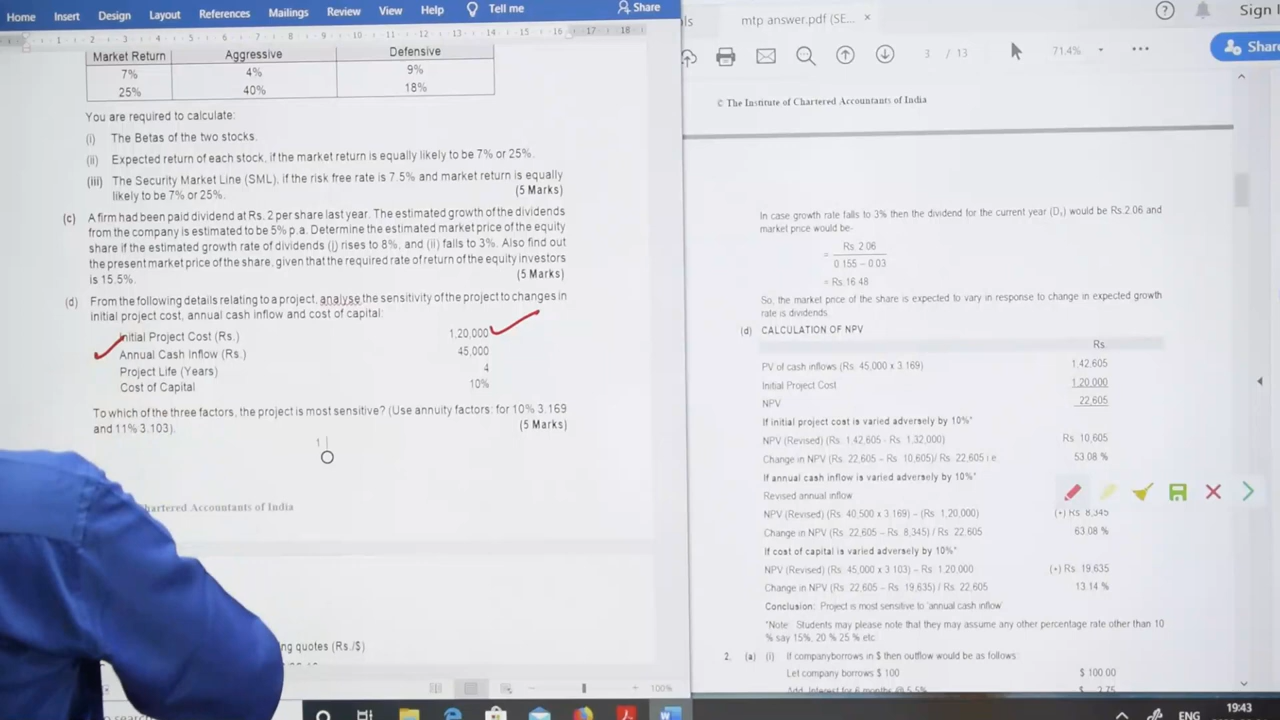 Home Insert Design Layout References Mailings Review View Help Tell me Share
Market Return Aggressive Defensive
7% 4% 9%
25% 40% 18%
You are required to calculate:
(i) The Betas of the two stocks.
(ii) Expected return of each stock, if the market return is equally likely to be 7% or 25%.
(iii) The Security Market Line (SML), if the risk free rate is 7.5% and market return is equally
likely to be 7% or 25%. (5 Marks)
(c) A firm had been paid dividend at Rs. 2 per share last year. The estimated growth of the dividends
from the company is estimated to be 5% p.a. Determine the estimated market price of the equity
share if the estimated growth rate of dividends (i) rises to 8%, and (ii) falls to 3%. Also find out
the present market price of the share, given that the required rate of return of the equity investors
is 15.5%. (5 Marks)
(d) From the following details relating to a project, analyse the sensitivity of the project to changes in
initial project cost, annual cash inflow and cost of capital:
Initial Project Cost (Rs.) 1,20,000
Annual Cash Inflow (Rs.) 45,000
Project Life (Years) 4
Cost of Capital 10%
To which of the three factors, the project is most sensitive? (Use annuity factors: for 10% 3.169
and 11% 3.103). (5 Marks)
hartered Accountants of India
ng quotes (Rs./$)
100%
ls mtp answer.pdf (SE... × Sign I
3 / 13 71.4% Shar
© The Institute of Chartered Accountants of India
In case growth rate falls to 3% then the dividend for the current year (D₁) would be Rs.2.06 and
market price would be-
= Rs 2.06
0.155 – 0.03
= Rs.16.48
So, the market price of the share is expected to vary in response to change in expected growth
rate is dividends.
(d) CALCULATION OF NPV
Rs.
PV of cash inflows (Rs. 45,000 x 3.169) 1,42,605
Initial Project Cost 1,20,000
NPV 22,605
If initial project cost is varied adversely by 10%*
NPV (Revised) (Rs. 1,42,605 - Rs. 1,32,000) Rs. 10,605
Change in NPV (Rs. 22,605 – Rs. 10,605)/ Rs. 22,605 i.e. 53.08 %
If annual cash inflow is varied adversely by 10%*
Revised annual inflow
NPV (Revised) (Rs. 40,500 x 3.169) – (Rs. 1,20,000) (+) Rs. 8,345
Change in NPV (Rs. 22,605 – Rs. 8,345) / Rs. 22,605 63.08 %
If cost of capital is varied adversely by 10%*
NPV (Revised) (Rs. 45,000 x 3.103) – Rs. 1,20,000 (+) Rs. 19,635
Change in NPV (Rs. 22,605 – Rs. 19,635) / Rs. 22,605 13.14 %
Conclusion: Project is most sensitive to 'annual cash inflow'
*Note: Students may please note that they may assume any other percentage rate other than 10
% say 15%, 20 % 25 % etc.
2. (a) (i) If company borrows in $ then outflow would be as follows:
Let company borrows $ 100 $ 100.00
Add: Interest for 6 months @ 5.5% $ 2.75
to search
ENG 19:43